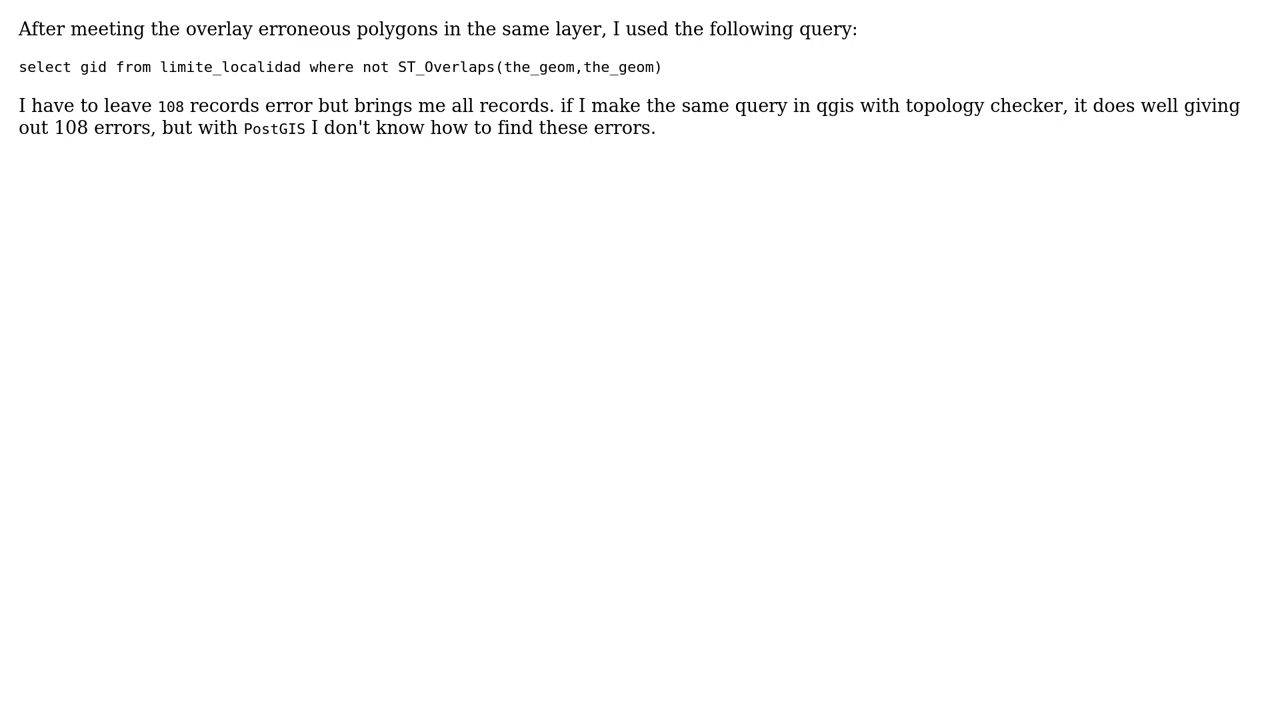 After meeting the overlay erroneous polygons in the same layer, I used the following query:
select gid from limite_localidad where not ST_Overlaps(the_geom,the_geom)
I have to leave 108 records error but brings me all records. if I make the same query in qgis with topology checker, it does well giving
out 108 errors, but with PostGIS I don't know how to find these errors.